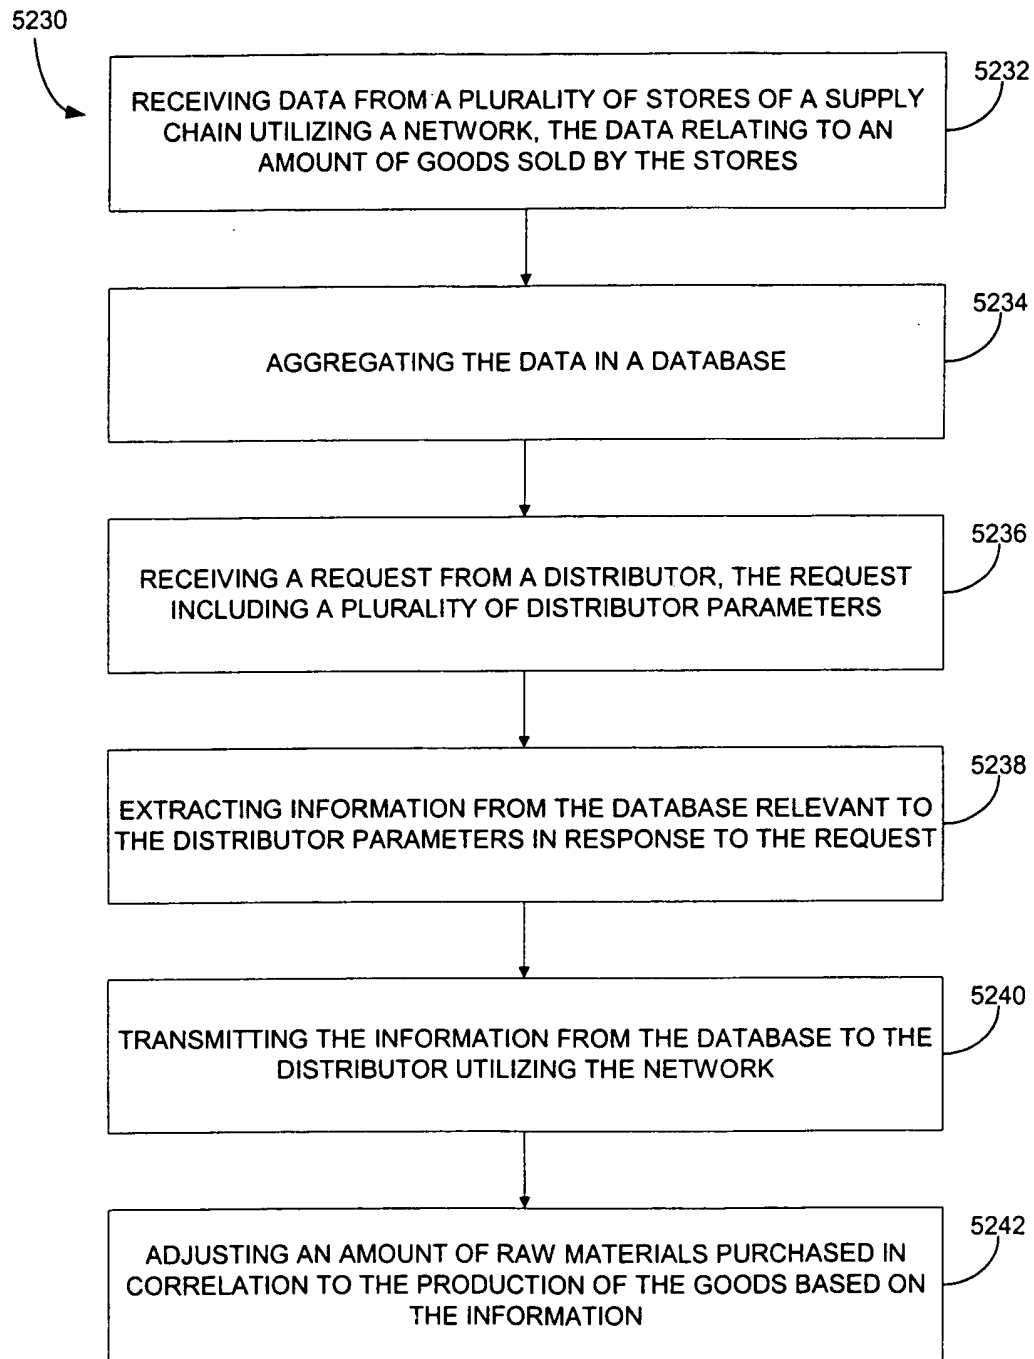 5230
5232
RECEIVING DATA FROM A PLURALITY OF STORES OF A SUPPLY
CHAIN UTILIZING A NETWORK, THE DATA RELATING TO AN
AMOUNT OF GOODS SOLD BY THE STORES
5234
AGGREGATING THE DATA IN A DATABASE
5236
RECEIVING A REQUEST FROM A DISTRIBUTOR, THE REQUEST
INCLUDING A PLURALITY OF DISTRIBUTOR PARAMETERS
5238
EXTRACTING INFORMATION FROM THE DATABASE RELEVANT TO
THE DISTRIBUTOR PARAMETERS IN RESPONSE TO THE REQUEST
5240
TRANSMITTING THE INFORMATION FROM THE DATABASE TO THE
DISTRIBUTOR UTILIZING THE NETWORK
5242
ADJUSTING AN AMOUNT OF RAW MATERIALS PURCHASED IN
CORRELATION TO THE PRODUCTION OF THE GOODS BASED ON
THE INFORMATION